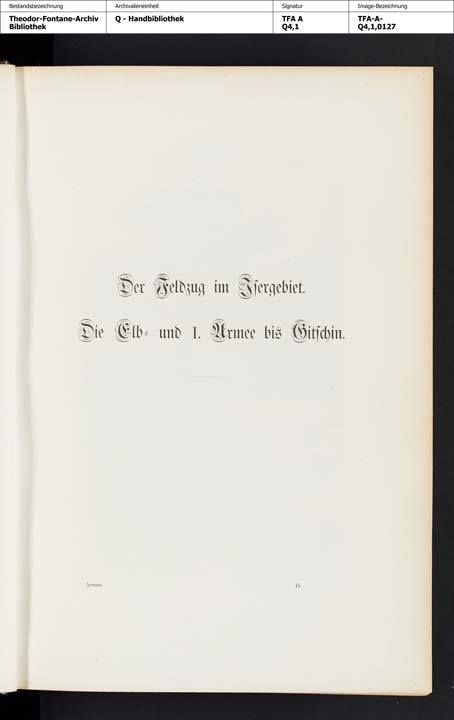 Bestandsbezeichnung Archivalieneinheit Signatur Image-Bezeichnung
Theodor-Fontane-Archiv Q - Handbibliothek TFA A TFA-A-
Bibliothek Q4,1 Q4,1,0127
Der Feldzug im Isergebiet.
Die Elb- und I. Armee bis Gitschin.
Fontane. 15